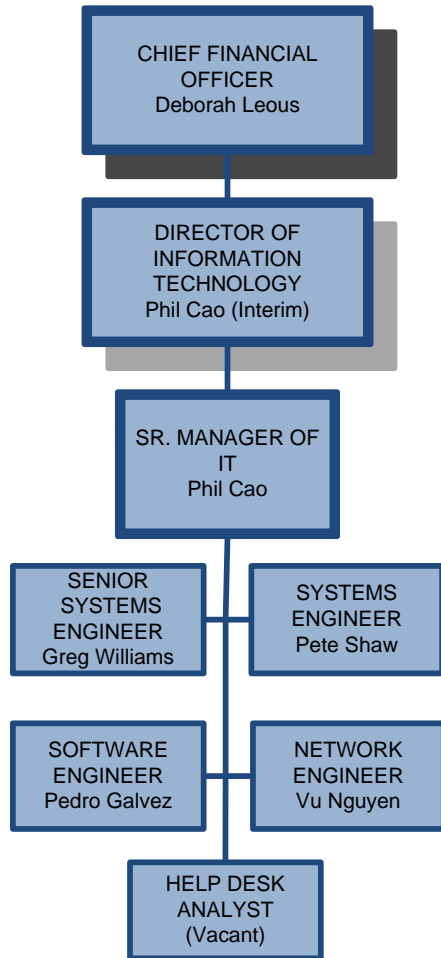 CHIEF FINANCIAL
OFFICER
Deborah Leous
DIRECTOR OF
INFORMATION
TECHNOLOGY
Phil Cao (Interim)
SR. MANAGER OF
IT
Phil Cao
SENIOR
SYSTEMS
ENGINEER
Greg Williams
SYSTEMS
ENGINEER
Pete Shaw
SOFTWARE
ENGINEER
Pedro Galvez
NETWORK
ENGINEER
Vu Nguyen
HELP DESK
ANALYST
(Vacant)